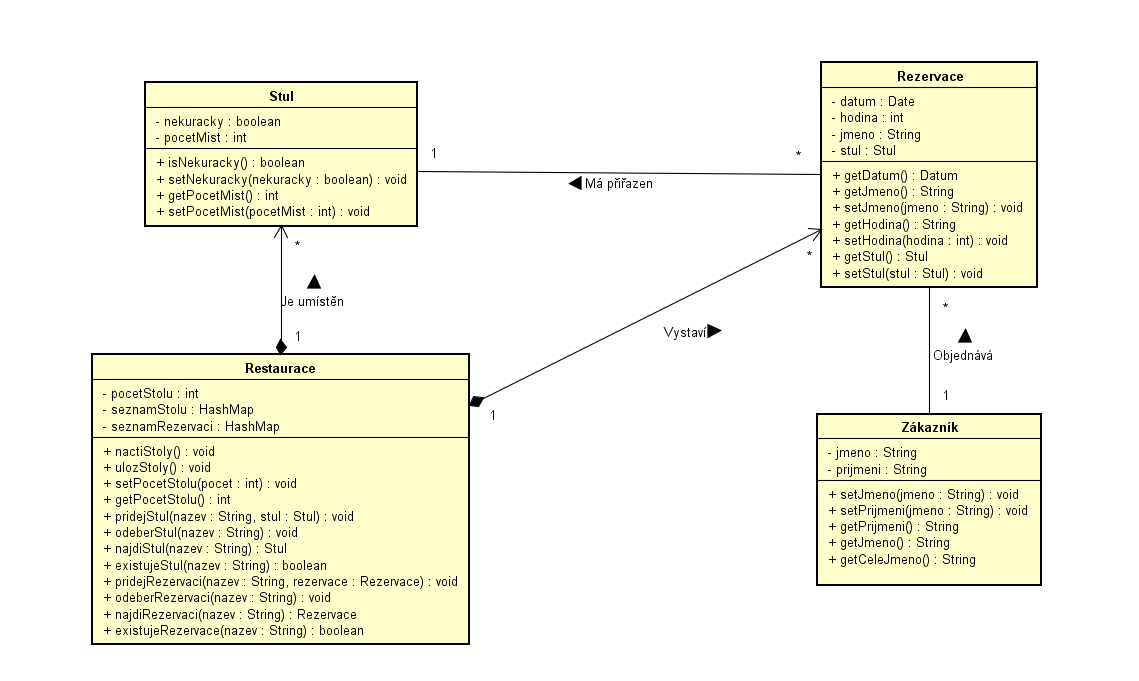 Stul
- nekuracky : boolean
- pocetMist : int
+ isNekuracky() : boolean
+ setNekuracky(nekuracky : boolean) : void
+ getPocetMist() : int
+ setPocetMist(pocetMist : int) : void
1
*
Má přiřazen
Rezervace
- datum : Date
- hodina : int
- jmeno : String
- stul : Stul
+ getDatum() : Datum
+ getJmeno() : String
+ setJmeno(jmeno : String) : void
+ getHodina() : String
+ setHodina(hodina : int) : void
+ getStul() : Stul
+ setStul(stul : Stul) : void
*
Je umístěn
1
*
Vystaví
1
*
Objednává
1
Restaurace
- pocetStolu : int
- seznamStolu : HashMap
- seznamRezervaci : HashMap
+ nactiStoly() : void
+ ulozStoly() : void
+ setPocetStolu(pocet : int) : void
+ getPocetStolu() : int
+ pridejStul(nazev : String, stul : Stul) : void
+ odeberStul(nazev : String) : void
+ najdiStul(nazev : String) : Stul
+ existujeStul(nazev : String) : boolean
+ pridejRezervaci(nazev : String, rezervace : Rezervace) : void
+ odeberRezervaci(nazev : String) : void
+ najdiRezervaci(nazev : String) : Rezervace
+ existujeRezervace(nazev : String) : boolean
Zákazník
- jmeno : String
- prijmeni : String
+ setJmeno(jmeno : String) : void
+ setPrijmeni(jmeno : String) : void
+ getPrijmeni() : String
+ getJmeno() : String
+ getCeleJmeno() : String